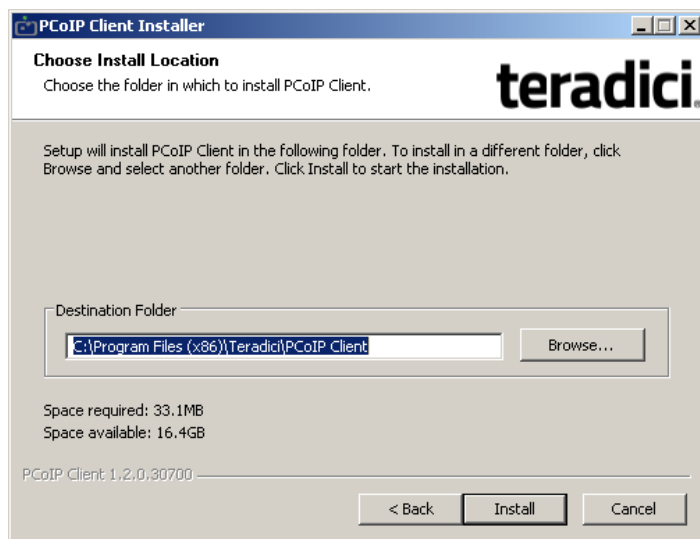 PCoIP Client Installer
Choose Install Location
Choose the folder in which to install PCoIP Client.
teradici
Setup will install PCoIP Client in the following folder. To install in a different folder, click
Browse and select another folder. Click Install to start the installation.
Destination Folder
C:\Program Files (x86)\Teradici\PCoIP Client
Browse...
Space required: 33.1MB
Space available: 16.4GB
PCoIP Client 1.2.0.30700
< Back
Install
Cancel